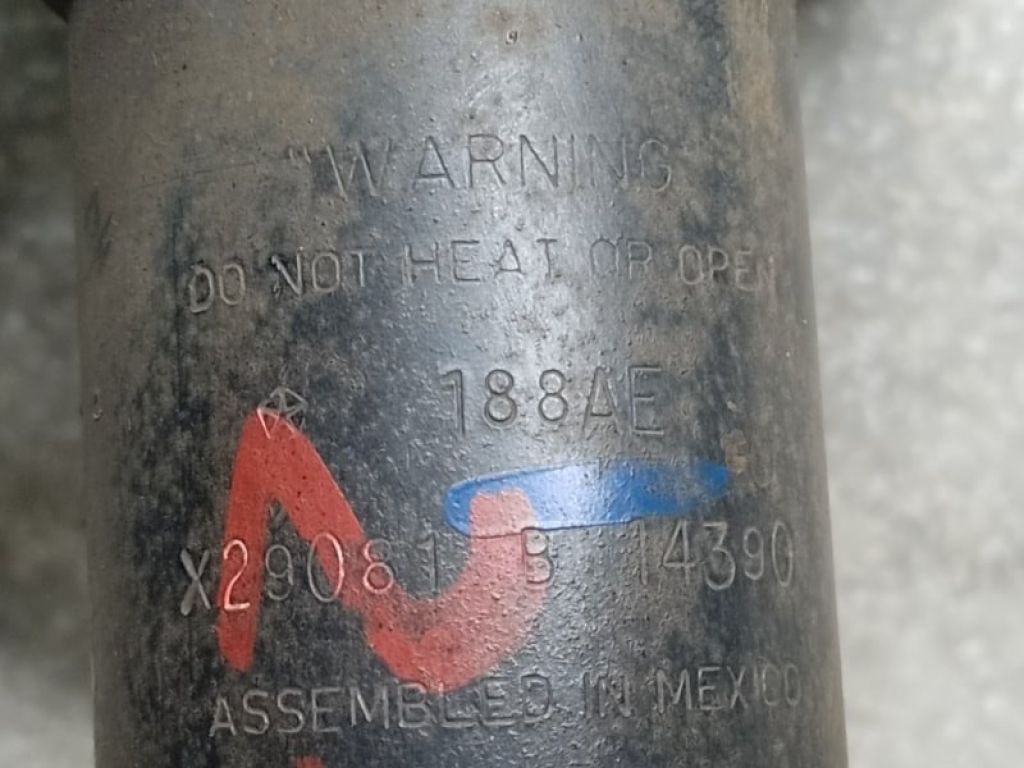 "WARNING"
DO NOT HEAT OR OPEN
188AE
X29081 B 14390
ASSEMBLED IN MEXICO